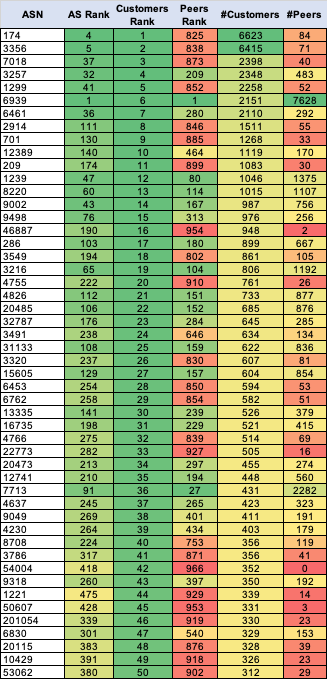 ASN AS Rank Customers Rank Peers Rank #Customers #Peers
174 4 1 825 6623 84
3356 5 2 838 6415 71
7018 37 3 873 2398 40
3257 32 4 209 2348 483
1299 41 5 852 2258 52
6939 1 6 1 2151 7628
6461 36 7 280 2110 292
2914 111 8 846 1511 55
701 130 9 885 1268 33
12389 140 10 464 1119 170
209 174 11 899 1083 30
1239 47 12 80 1046 1375
8220 60 13 114 1015 1107
9002 43 14 167 987 756
9498 76 15 313 976 256
46887 190 16 954 948 2
286 103 17 180 899 667
3549 194 18 802 861 105
3216 65 19 104 806 1192
4755 222 20 910 761 26
4826 112 21 151 733 877
20485 106 22 152 685 876
32787 176 23 284 645 285
3491 238 24 646 634 134
31133 108 25 159 622 836
3320 237 26 830 607 81
15605 129 27 157 604 854
6453 254 28 850 594 53
6762 258 29 854 582 51
13335 141 30 239 526 379
16735 198 31 229 521 415
4766 275 32 839 514 69
22773 282 33 927 505 16
20473 213 34 297 455 274
12741 210 35 194 448 560
7713 91 36 27 431 2282
4637 245 37 265 423 323
9049 269 38 401 411 191
4230 264 39 434 403 179
8708 224 40 753 356 119
3786 317 41 871 356 41
54004 418 42 966 352 0
9318 260 43 397 350 192
1221 475 44 929 339 14
50607 428 45 953 331 3
201054 339 46 919 330 23
6830 301 47 540 329 153
20115 383 48 876 328 39
10429 391 49 918 326 23
53062 380 50 902 312 29